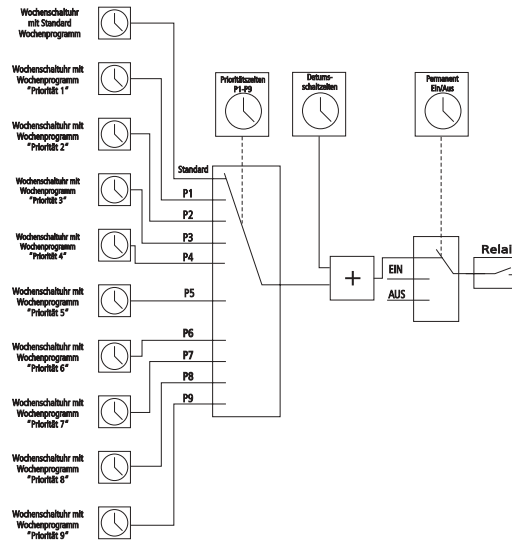 Wochenschaltuhr
mit Standard
Wochenprogramm
Wochenschaltuhr mit
Wochenprogramm
"Priorität 1"
Wochenschaltuhr mit
Wochenprogramm
"Priorität 2"
Wochenschaltuhr mit
Wochenprogramm
"Priorität 3"
Wochenschaltuhr mit
Wochenprogramm
"Priorität 4"
Wochenschaltuhr mit
Wochenprogramm
"Priorität 5"
Wochenschaltuhr mit
Wochenprogramm
"Priorität 6"
Wochenschaltuhr mit
Wochenprogramm
"Priorität 7"
Wochenschaltuhr mit
Wochenprogramm
"Priorität 8"
Wochenschaltuhr mit
Wochenprogramm
"Priorität 9"
Prioritätszeiten
P1-P9
Datums-
schaltzeiten
Permanent
Ein/Aus
Standard
P1
P2
P3
P4
P5
P6
P7
P8
P9
+
EIN
AUS
Relai